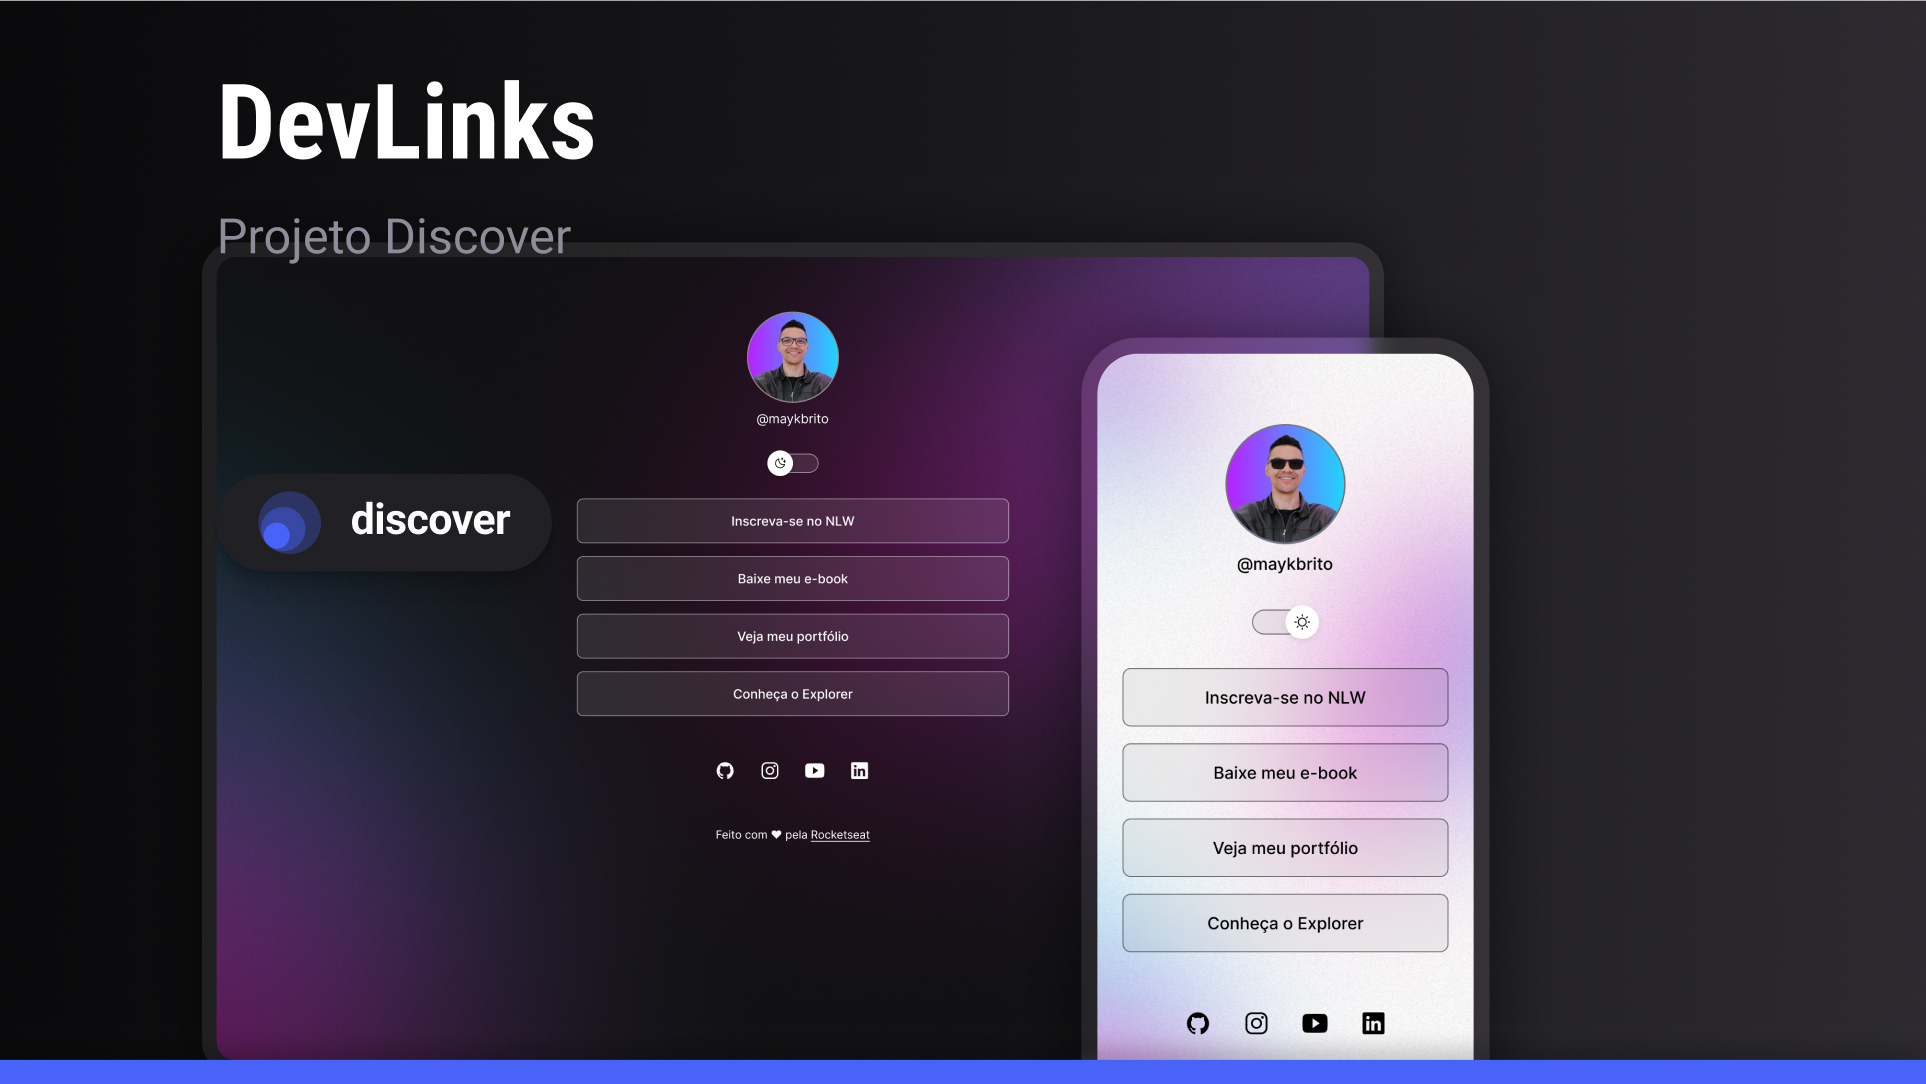 DevLinks
Projeto Discover
discover
@maykbrito
Inscreva-se no NLW
Baixe meu e-book
Veja meu portfólio
Conheça o Explorer
Feito com ♥ pela Rocketseat
@maykbrito
Inscreva-se no NLW
Baixe meu e-book
Veja meu portfólio
Conheça o Explorer